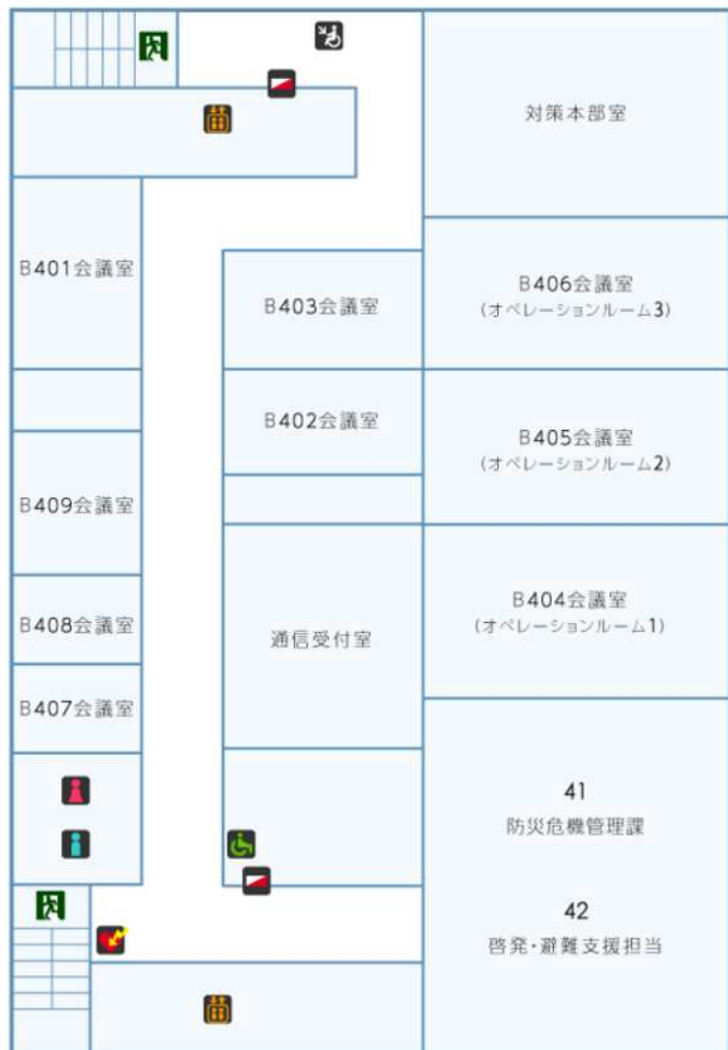 対策本部室
B401会議室
B403会議室
B406会議室
(オペレーションルーム3)
B402会議室
B405会議室
(オペレーションルーム2)
B409会議室
B404会議室
(オペレーションルーム1)
B408会議室
通信受付室
B407会議室
41
防災危機管理課
42
啓発・避難支援担当